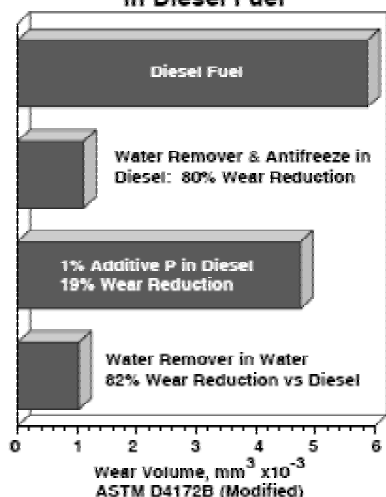 in Diesel Fuel
Diesel Fuel
Water Remover & Antifreeze in
Diesel: 80% Wear Reduction
1% Additive P in Diesel
19% Wear Reduction
Water Remover in Water
82% Wear Reduction vs Diesel
0 1 2 3 4 5 6
Wear Volume, mm³ x10⁻³
ASTM D4172B (Modified)